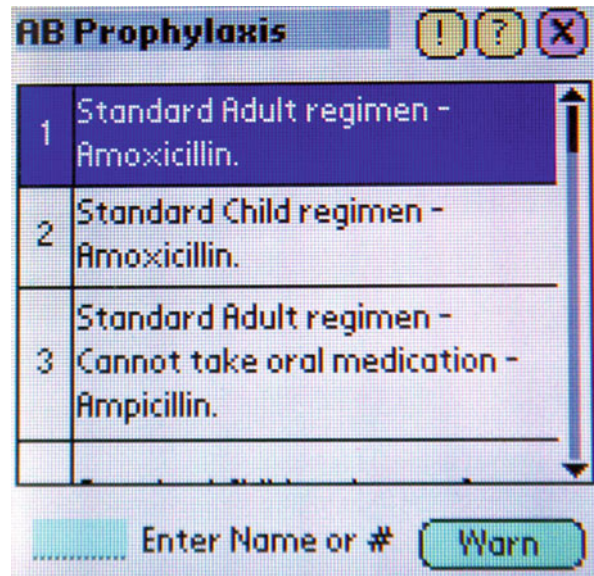 AB Prophylaxis ! ? X
1 Standard Adult regimen -
Amoxicillin.
2 Standard Child regimen -
Amoxicillin.
Standard Adult regimen -
3 Cannot take oral medication -
Ampicillin.
Enter Name or # Warn